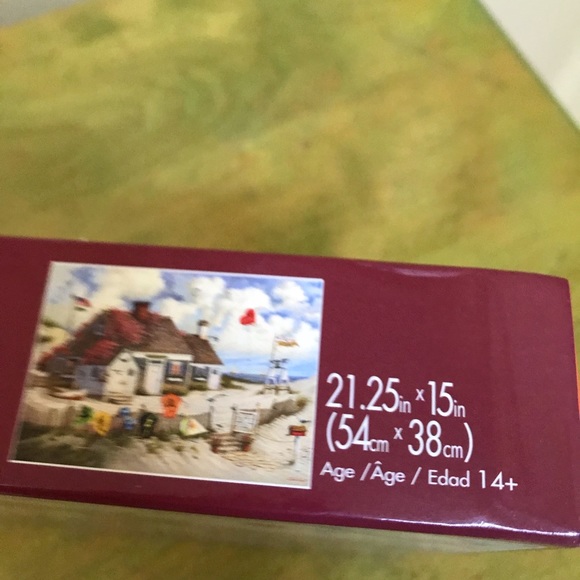 21.25in x 15in
(54cm x 38cm)
Age /Âge / Edad 14+